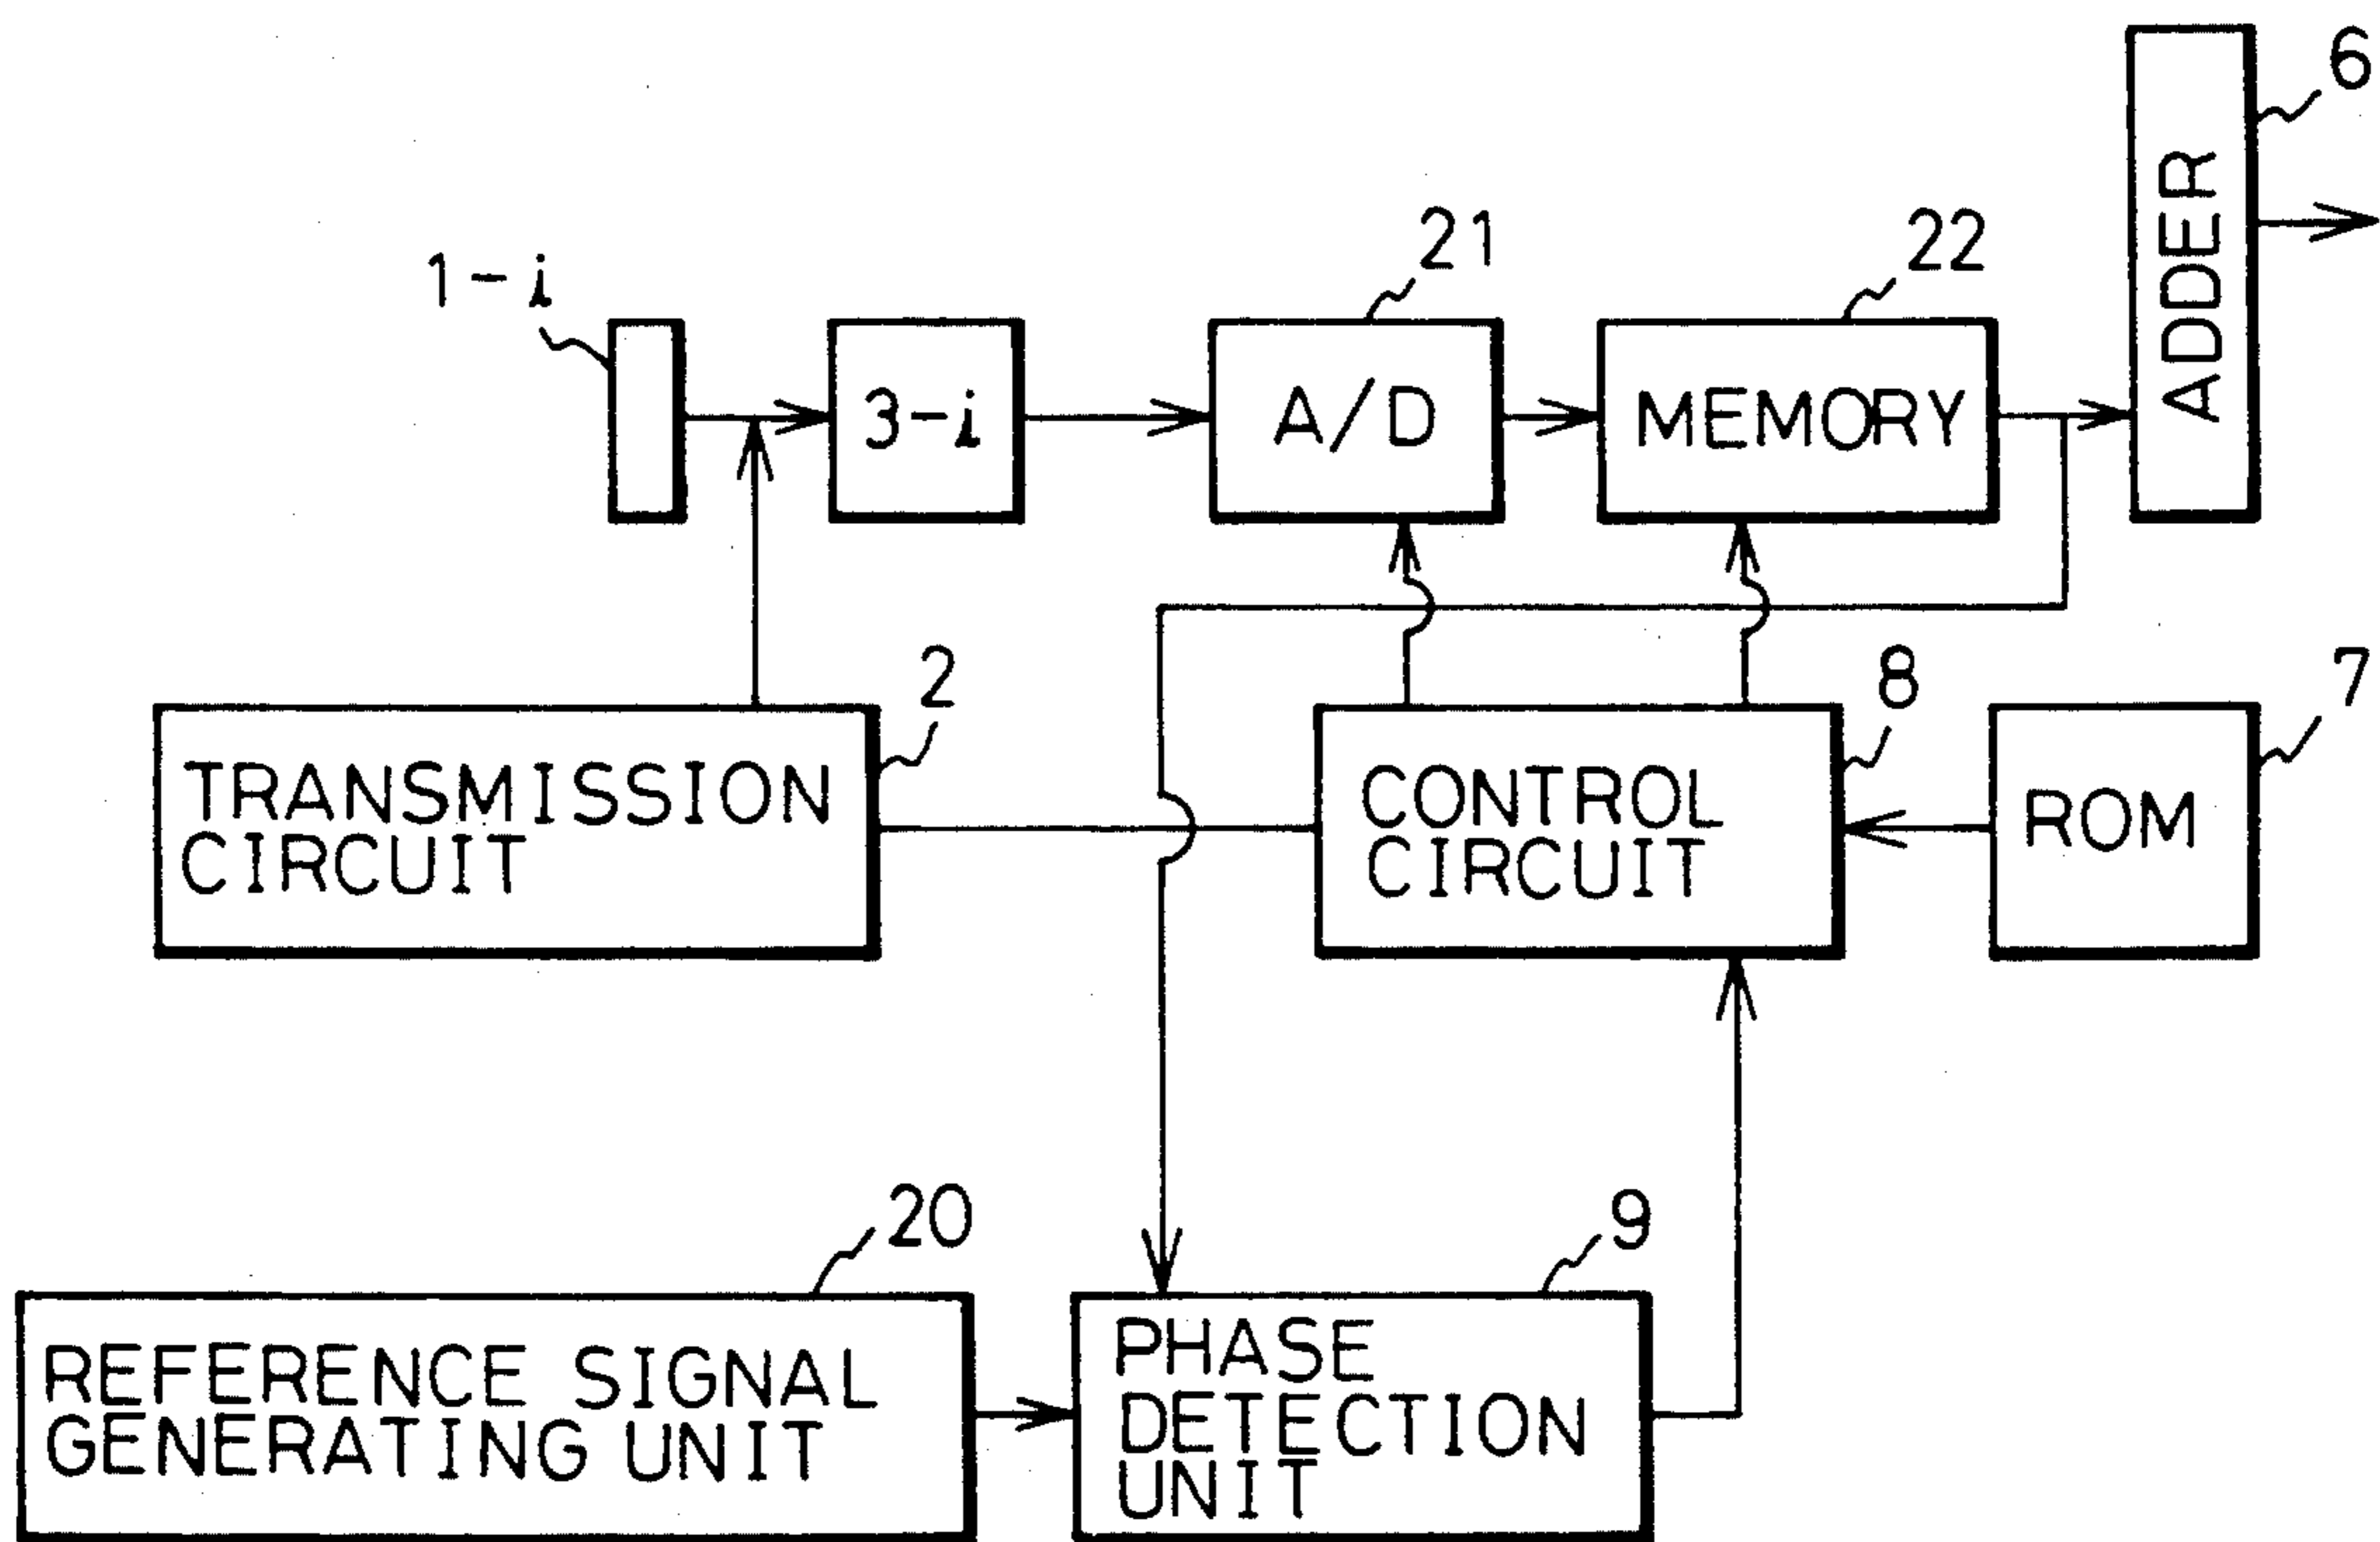 6
ADDER
21
22
1-i
3-i
A/D
MEMORY
2
8
7
TRANSMISSION
CIRCUIT
CONTROL
CIRCUIT
ROM
20
9
REFERENCE SIGNAL
GENERATING UNIT
PHASE
DETECTION
UNIT